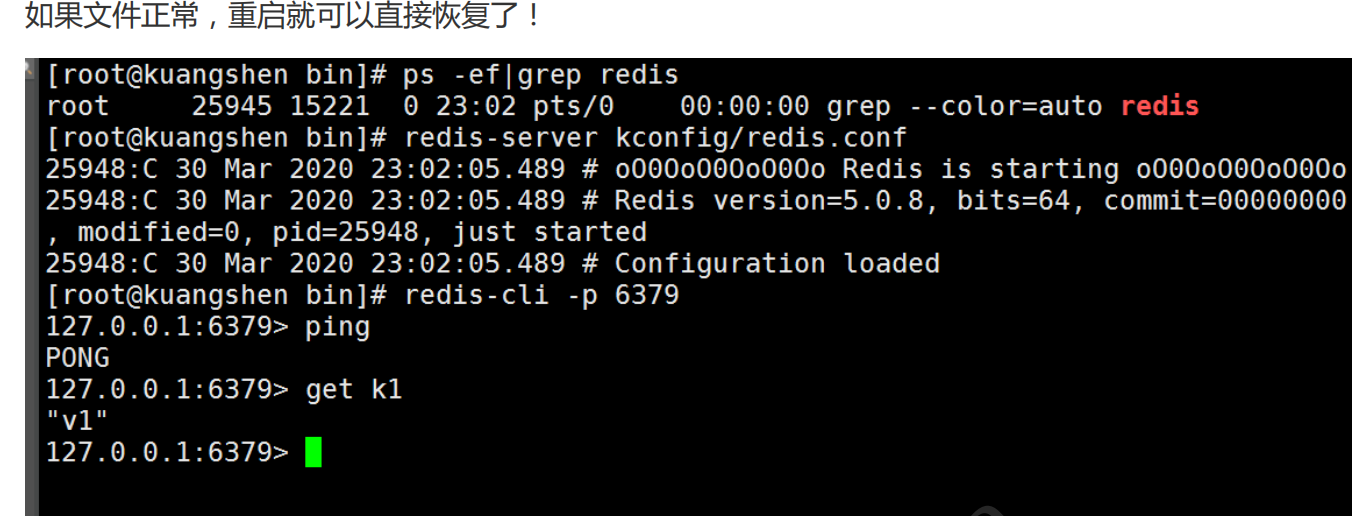 如果文件正常，重启就可以直接恢复了！
[root@kuangshen bin]# ps -ef|grep redis
root     25945 15221  0 23:02 pts/0    00:00:00 grep --color=auto redis
[root@kuangshen bin]# redis-server kconfig/redis.conf
25948:C 30 Mar 2020 23:02:05.489 # oO0OoO0OoO0Oo Redis is starting oO0OoO0OoO0Oo
25948:C 30 Mar 2020 23:02:05.489 # Redis version=5.0.8, bits=64, commit=00000000
, modified=0, pid=25948, just started
25948:C 30 Mar 2020 23:02:05.489 # Configuration loaded
[root@kuangshen bin]# redis-cli -p 6379
127.0.0.1:6379> ping
PONG
127.0.0.1:6379> get k1
"v1"
127.0.0.1:6379>